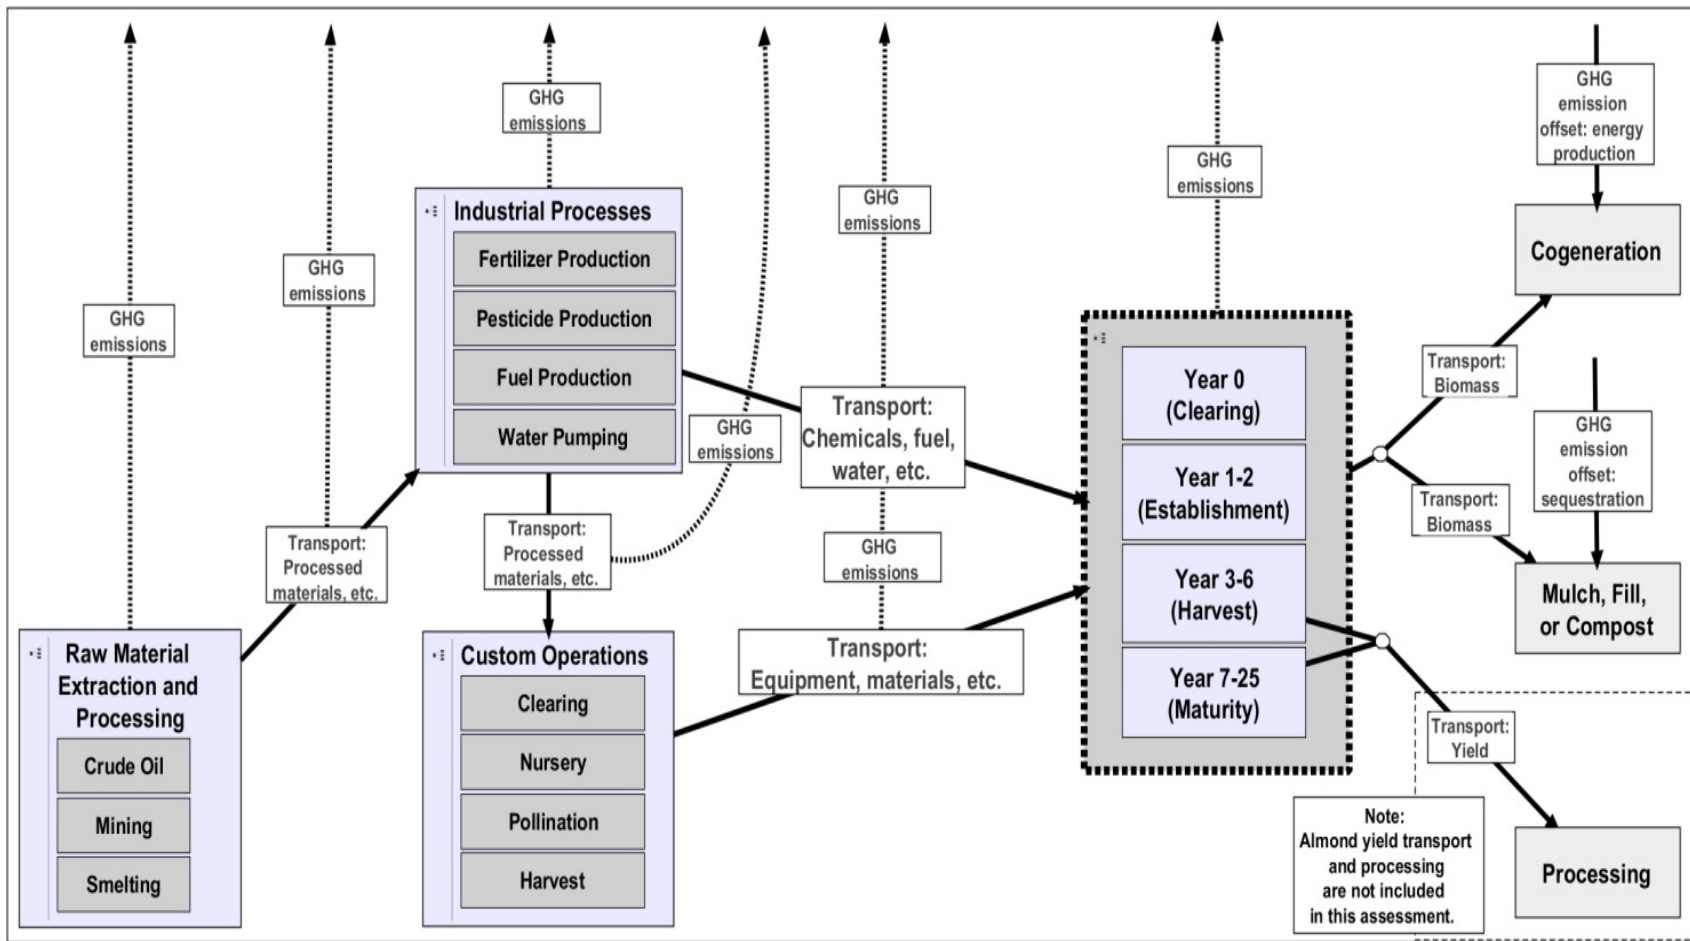 GHG
emissions
GHG
emissions
GHG
emissions
GHG
emissions
GHG
emissions
GHG
emissions
GHG
emissions
GHG
emission
offset: energy
production
Cogeneration
Industrial Processes
Fertilizer Production
Pesticide Production
Fuel Production
Water Pumping
Transport:
Processed
materials, etc.
Transport:
Processed
materials, etc.
Transport:
Chemicals, fuel,
water, etc.
Transport:
Equipment, materials, etc.
Raw Material
Extraction and
Processing
Crude Oil
Mining
Smelting
Custom Operations
Clearing
Nursery
Pollination
Harvest
Year 0
(Clearing)
Year 1-2
(Establishment)
Year 3-6
(Harvest)
Year 7-25
(Maturity)
Transport:
Biomass
Transport:
Biomass
GHG
emission
offset:
sequestration
Mulch, Fill,
or Compost
Transport:
Yield
Note:
Almond yield transport
and processing
are not included
in this assessment.
Processing